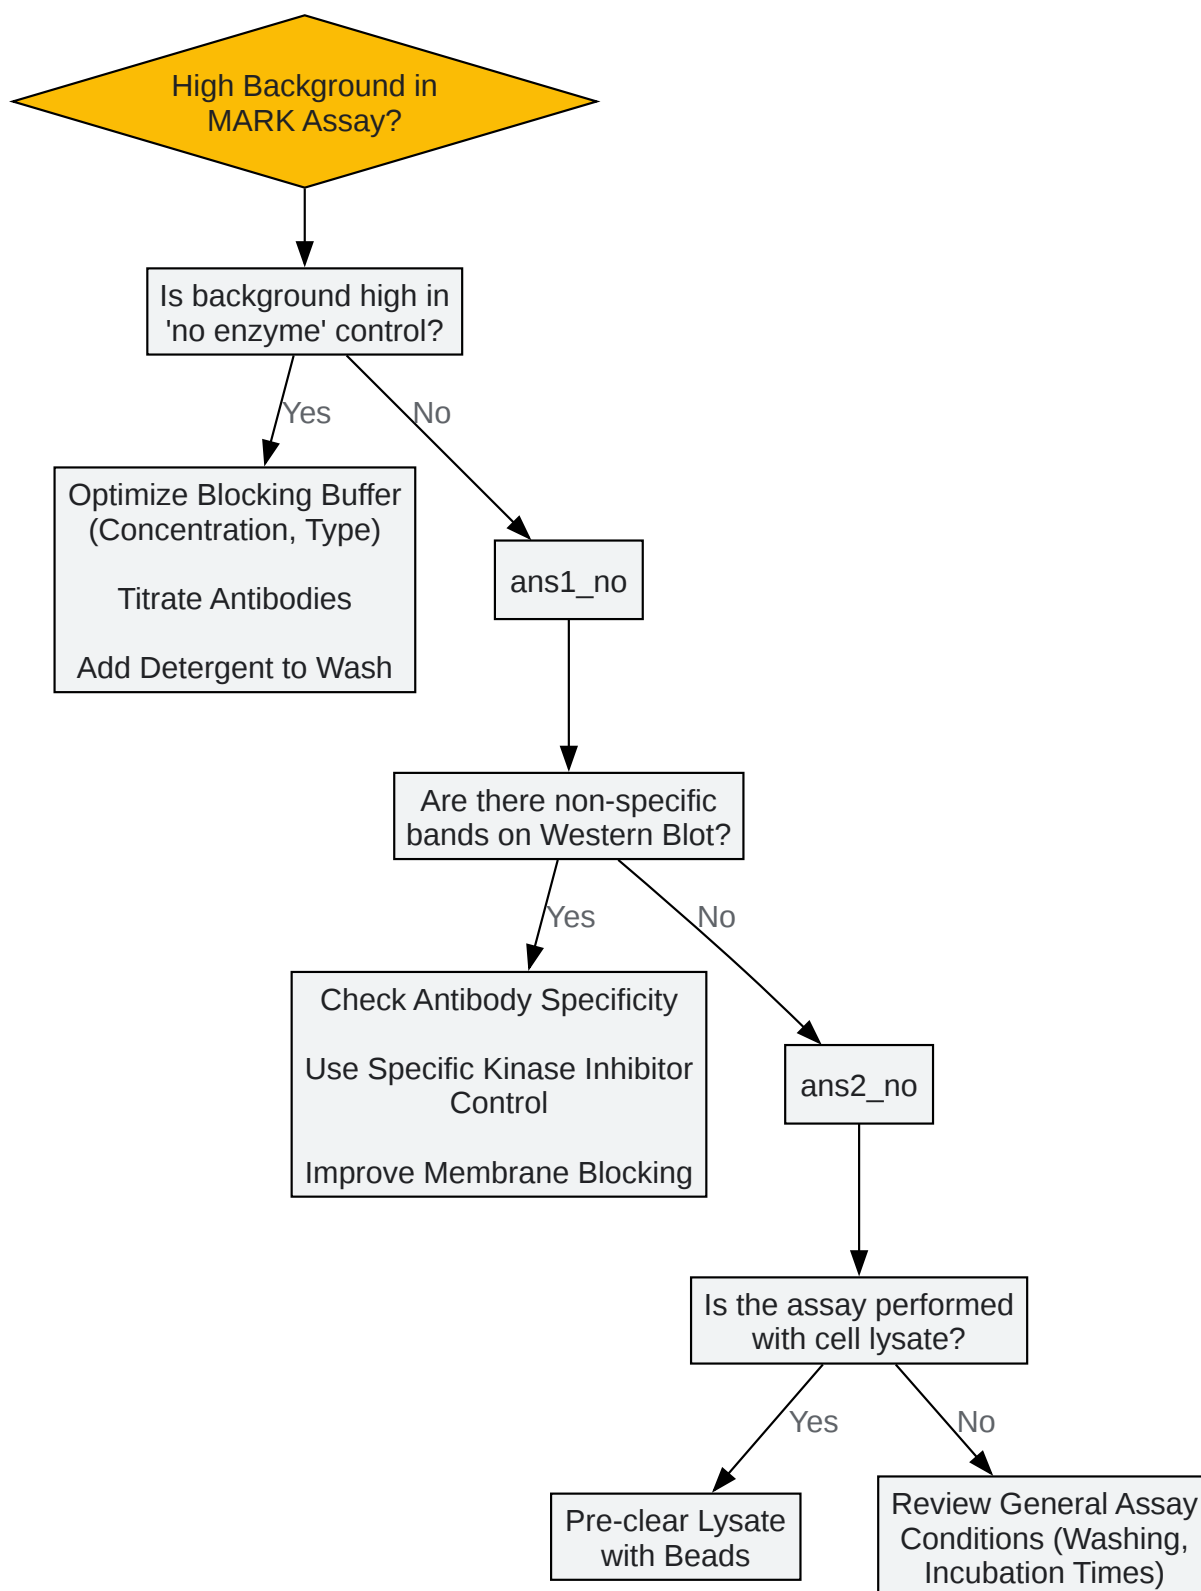 High Background in
MARK Assay?
Is background high in
'no enzyme' control?
Yes
No
Optimize Blocking Buffer
(Concentration, Type)
Titrate Antibodies
Add Detergent to Wash
ans1_no
Are there non-specific
bands on Western Blot?
Yes
No
Check Antibody Specificity
Use Specific Kinase Inhibitor
Control
Improve Membrane Blocking
ans2_no
Is the assay performed
with cell lysate?
Yes
No
Pre-clear Lysate
with Beads
Review General Assay
Conditions (Washing,
Incubation Times)